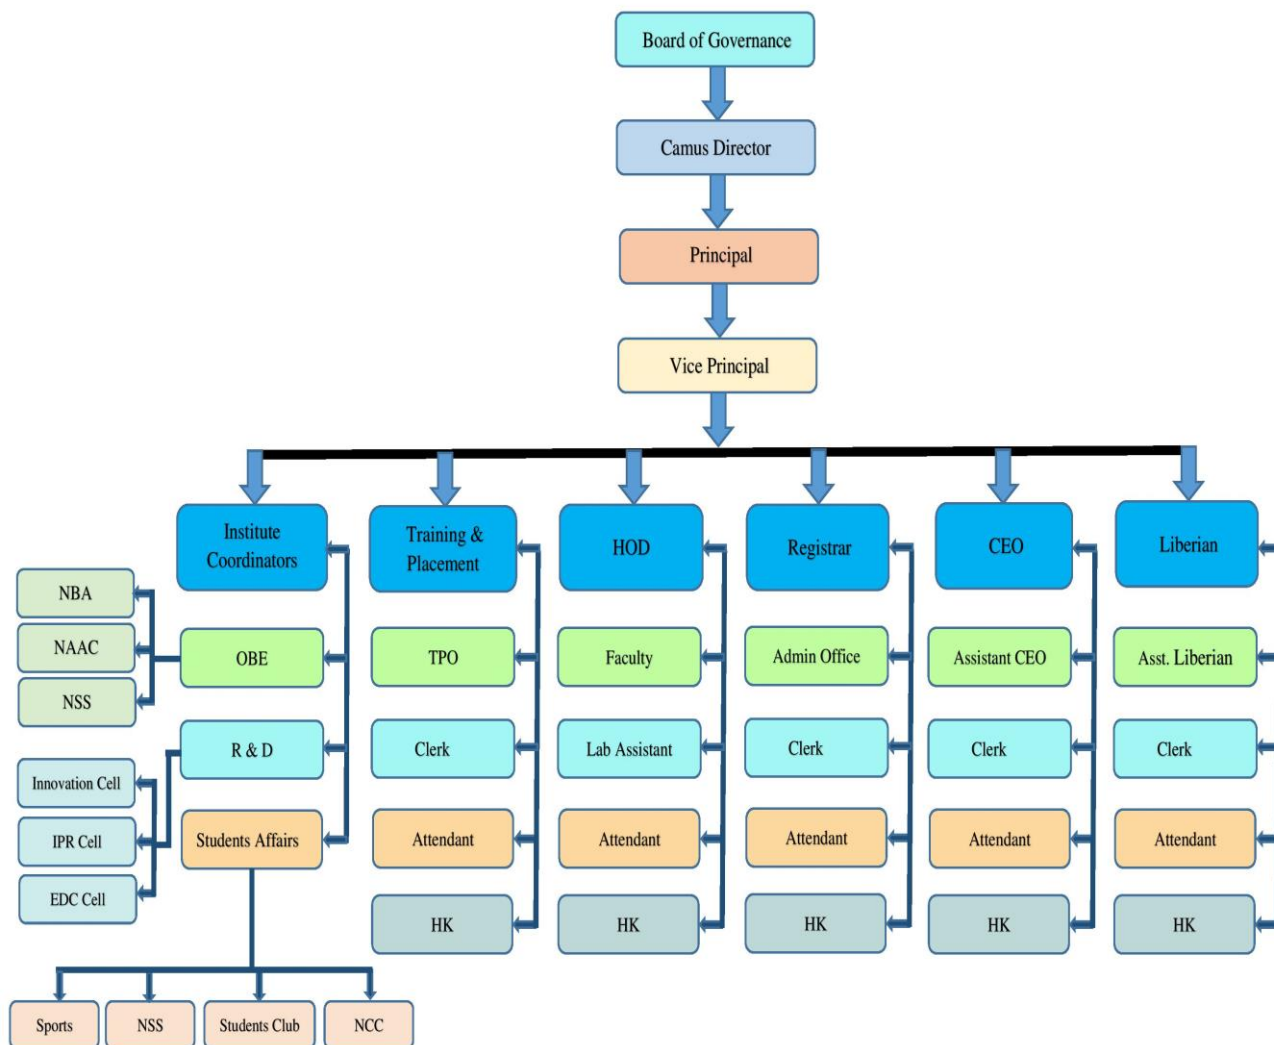 Board of Governance
Camus Director
Principal
Vice Principal
Institute
Coordinators
Training &
Placement
HOD
Registrar
CEO
Liberian
NBA
NAAC
NSS
OBE
TPO
Faculty
Admin Office
Assistant CEO
Asst. Liberian
R & D
Clerk
Lab Assistant
Clerk
Clerk
Clerk
Innovation Cell
IPR Cell
EDC Cell
Students Affairs
Attendant
Attendant
Attendant
Attendant
Attendant
HK
HK
HK
HK
HK
Sports
NSS
Students Club
NCC